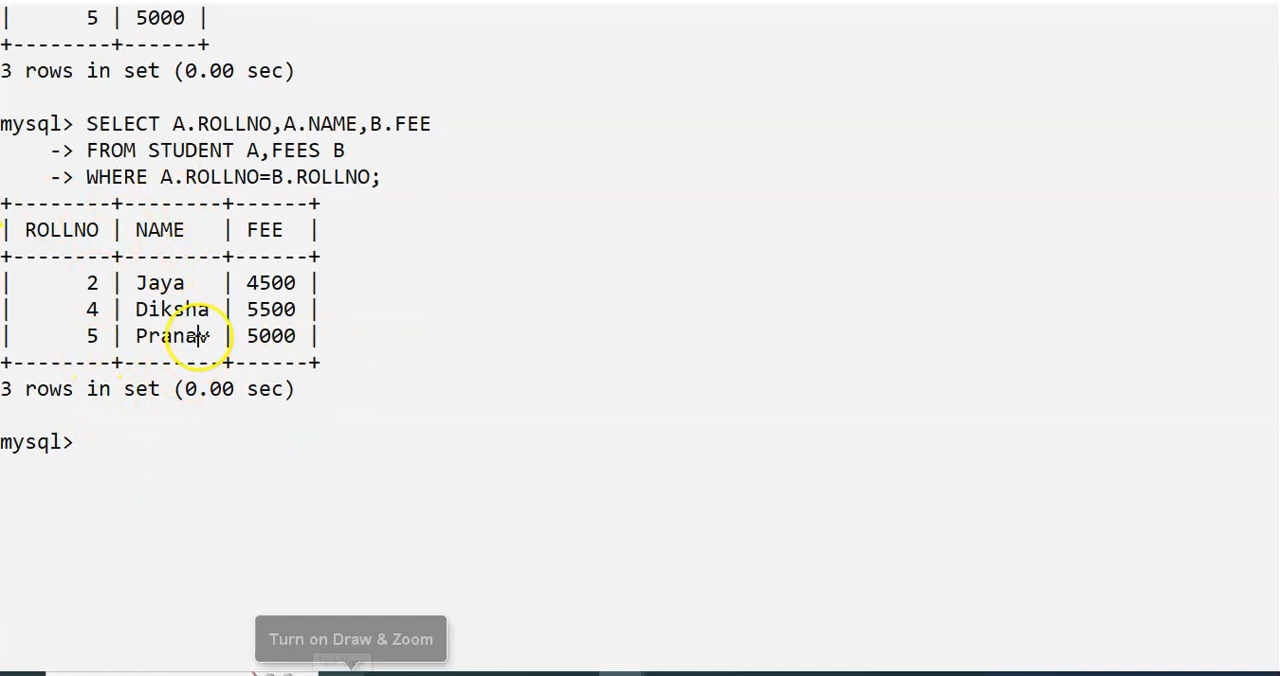 |      5 | 5000 |
+--------+------+
3 rows in set (0.00 sec)
mysql> SELECT A.ROLLNO,A.NAME,B.FEE
    -> FROM STUDENT A,FEES B
    -> WHERE A.ROLLNO=B.ROLLNO;
+--------+--------+------+
| ROLLNO | NAME   | FEE  |
+--------+--------+------+
|      2 | Jaya   | 4500 |
|      4 | Diksha | 5500 |
|      5 | Pranav | 5000 |
+--------+--------+------+
3 rows in set (0.00 sec)
mysql>
Turn on Draw & Zoom